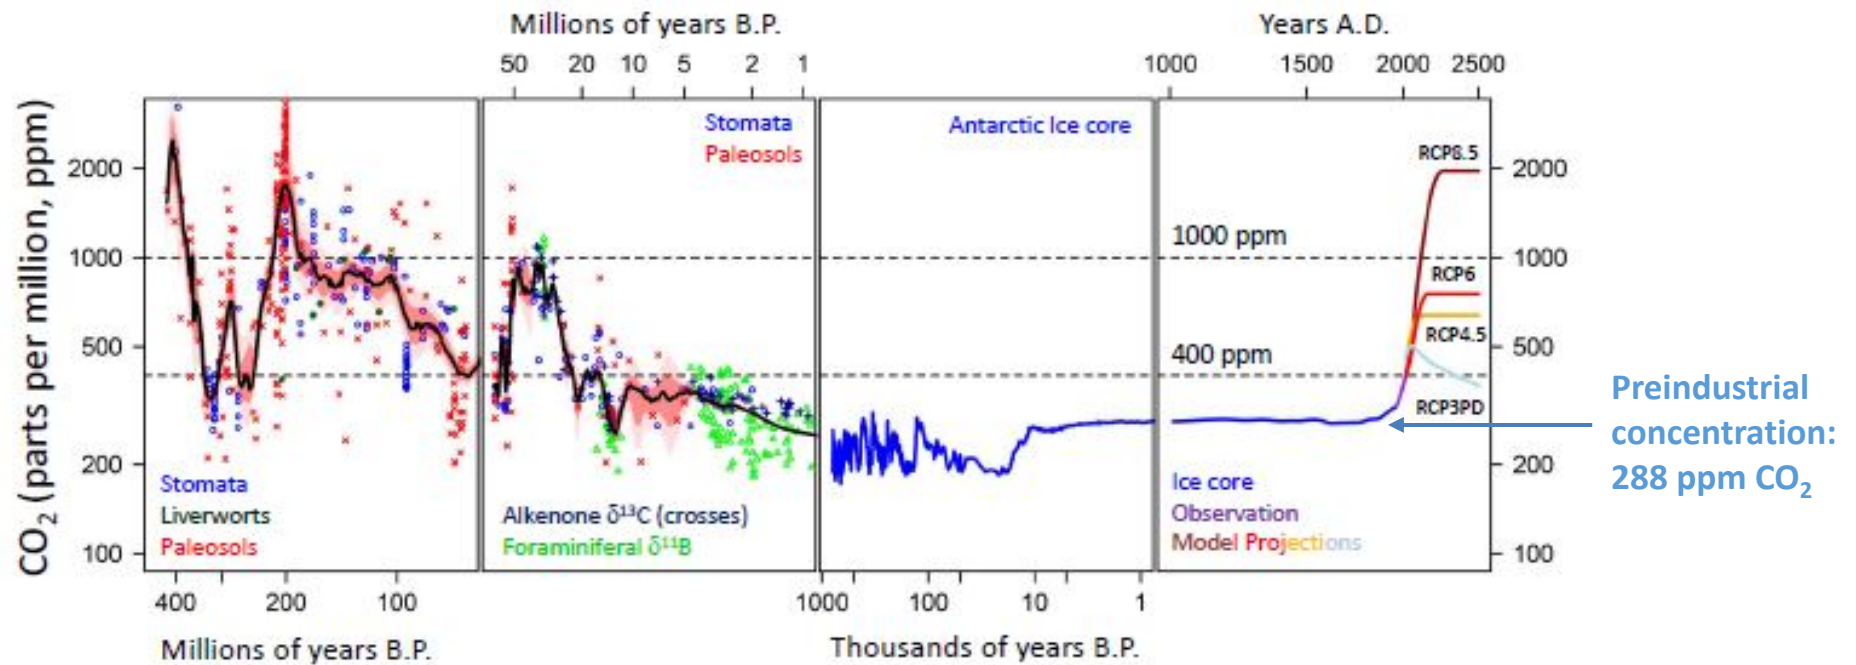 Millions of years B.P.
Years A.D.
50 20 10 5 2 1
1000 1500 2000 2500
CO2 (parts per million, ppm)
2000
1000
500
200
100
Stomata
Liverworts
Paleosols
Stomata
Paleosols
Alkenone δ¹³C (crosses)
Foraminiferal δ¹¹B
Antarctic Ice core
RCP8.5
1000 ppm
RCP6
RCP4.5
400 ppm
RCP3PD
Ice core
Observation
Model Projections
2000
1000
500
200
100
Preindustrial
concentration:
288 ppm CO2
400 200 100
1000 100 10 1
Millions of years B.P.
Thousands of years B.P.